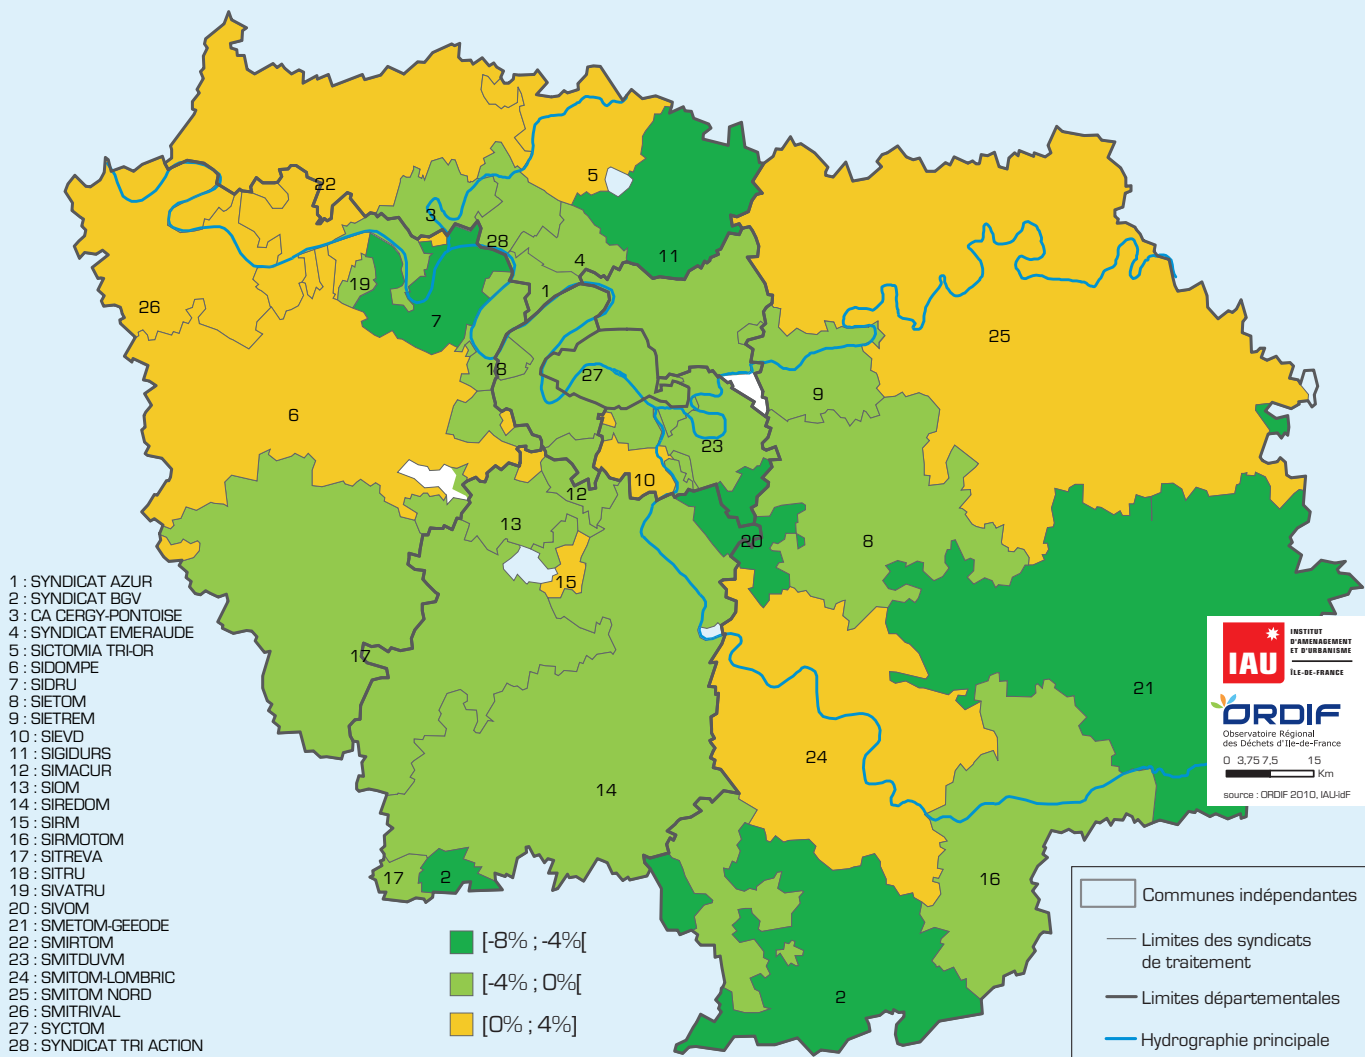 22
5
3
28
11
4
19
1
26
7
25
18
27
9
6
23
10
12
13
20
8
15
17
21
24
14
17
2
16
2
1 : SYNDICAT AZUR
2 : SYNDICAT BGV
3 : CA CERGY-PONTOISE
4 : SYNDICAT EMERAUDE
5 : SICTOMIA TRI-OR
6 : SIDOMPE
7 : SIDRU
8 : SIETOM
9 : SIETREM
10 : SIEVD
11 : SIGIDURS
12 : SIMACUR
13 : SIOM
14 : SIREDOM
15 : SIRM
16 : SIRMOTOM
17 : SITREVA
18 : SITRU
19 : SIVATRU
20 : SIVOM
21 : SMETOM-GEEODE
22 : SMIRTOM
23 : SMITDUVM
24 : SMITOM-LOMBRIC
25 : SMITOM NORD
26 : SMITRIVAL
27 : SYCTOM
28 : SYNDICAT TRI ACTION
[-8% ; -4%[
[-4% ; 0%[
[0% ; 4%]
IAU
INSTITUT
D'AMENAGEMENT
ET D'URBANISME
ÎLE-DE-FRANCE
ORDIF
Observatoire Régional
des Déchets d'Ile-de-France
0 3,75 7,5 15
Km
source : ORDIF 2010, IAU-îdF
Communes indépendantes
Limites des syndicats
de traitement
Limites départementales
Hydrographie principale